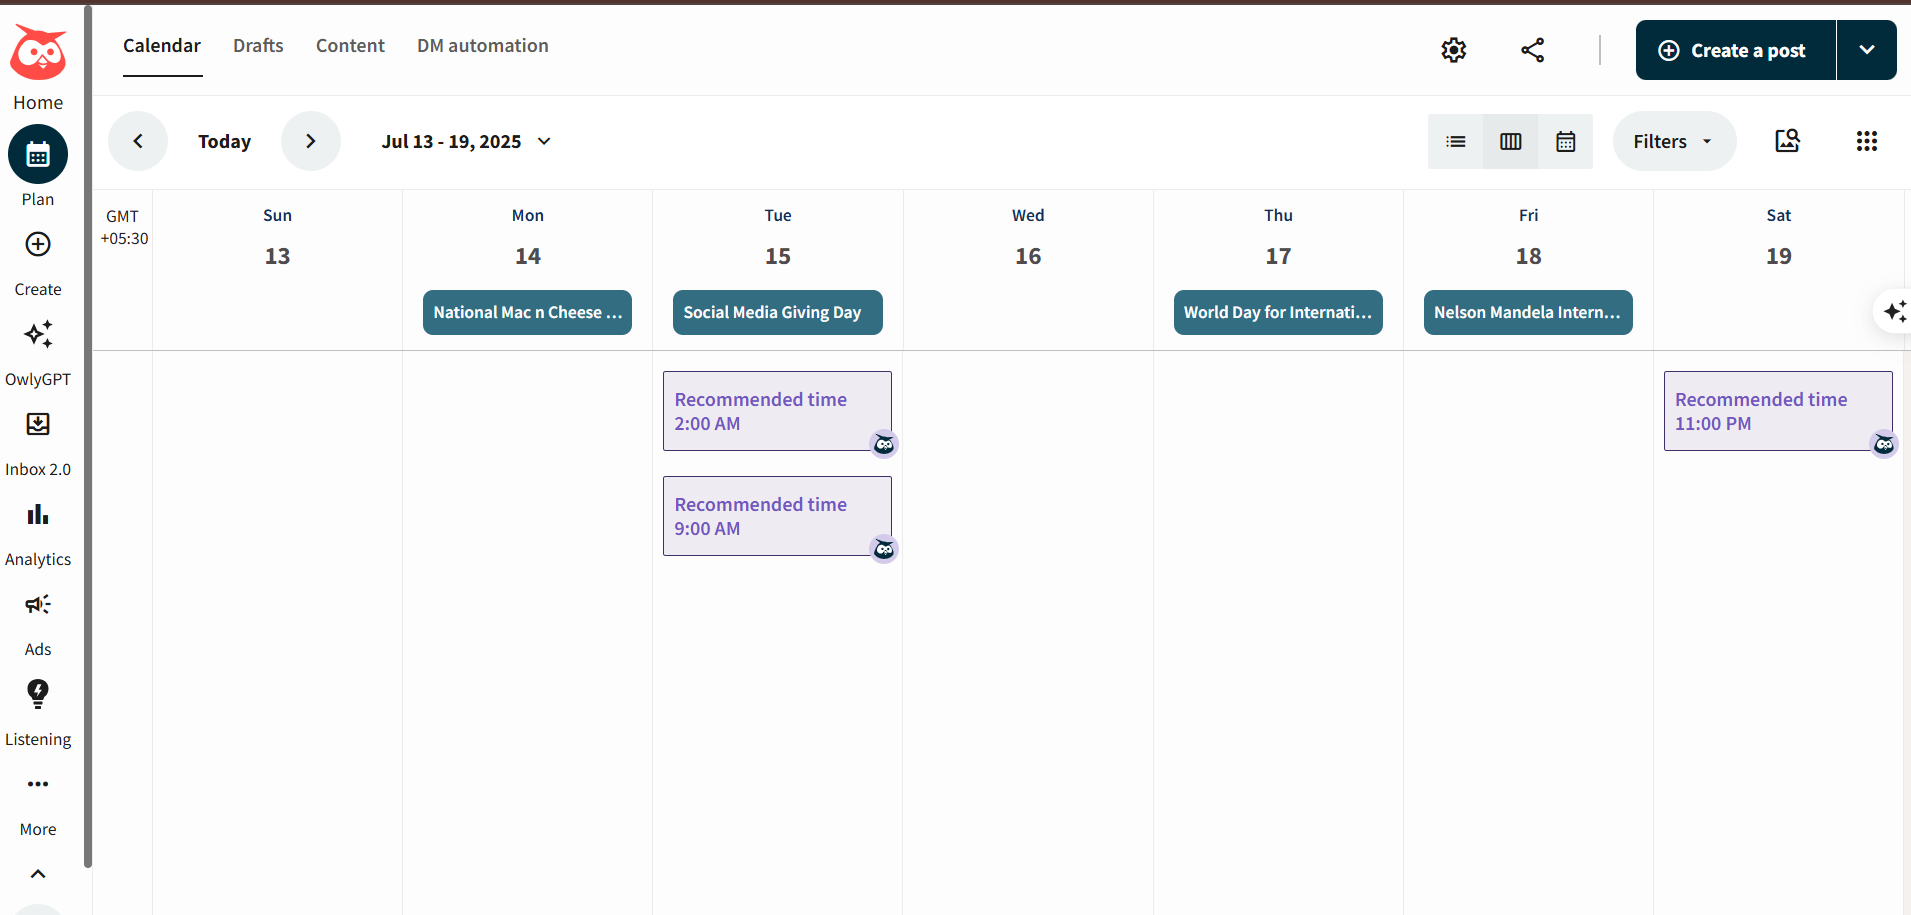 Calendar Drafts Content DM automation
Create a post
Home
Plan
Create
OwlyGPT
Inbox 2.0
Analytics
Ads
Listening
More
Today Jul 13 - 19, 2025
Filters
GMT
+05:30
Sun Mon Tue Wed Thu Fri Sat
13 14 15 16 17 18 19
National Mac n Cheese ... Social Media Giving Day World Day for Internati... Nelson Mandela Intern...
Recommended time
2:00 AM
Recommended time
9:00 AM
Recommended time
11:00 PM